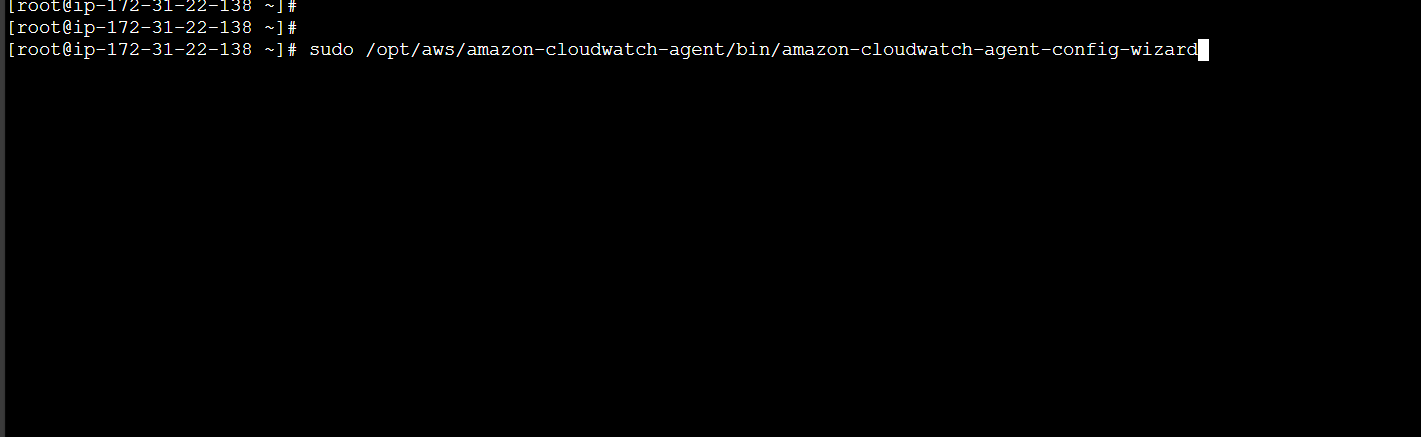 [root@ip-172-31-22-138 ~]#
[root@ip-172-31-22-138 ~]#
[root@ip-172-31-22-138 ~]# sudo /opt/aws/amazon-cloudwatch-agent/bin/amazon-cloudwatch-agent-config-wizard